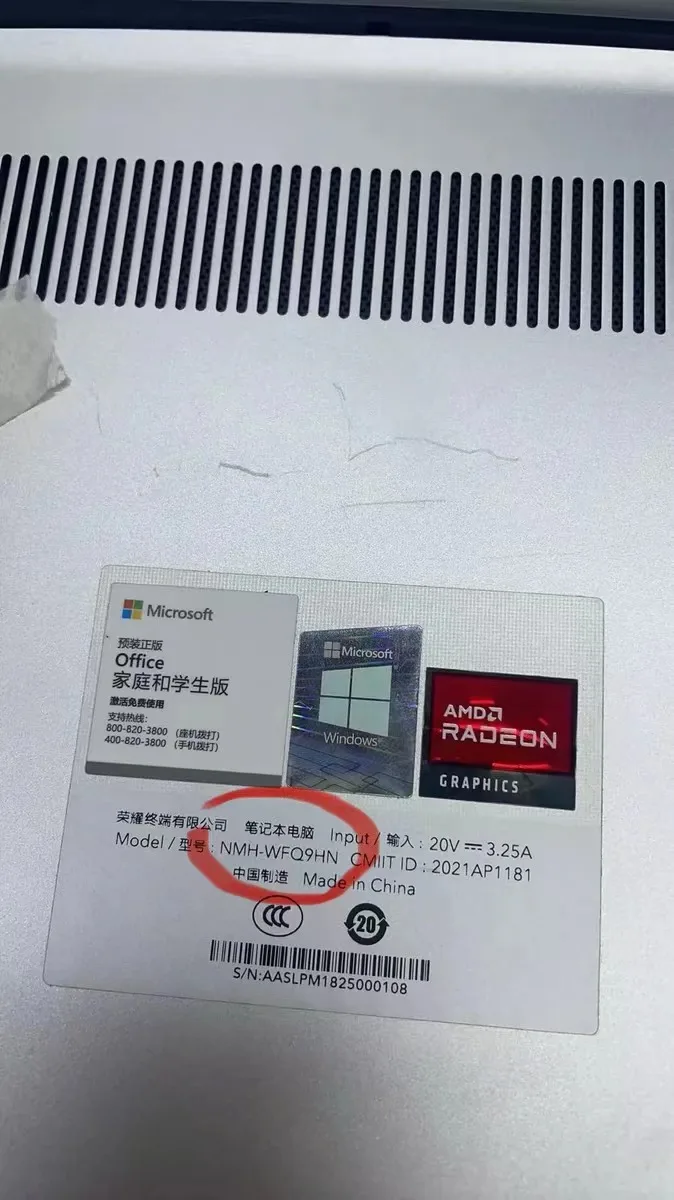 Microsoft
预装正版
Office
家庭和学生版
激活免费使用
支持热线:
800-820-3800 (座机拨打)
400-820-3800 (手机拨打)
Microsoft
Windows
AMD
RADEON
GRAPHICS
荣耀终端有限公司 笔记本电脑 Input / 输入 : 20V ⎓ 3.25A
Model / 型号 : NMH-WFQ9HN CMIIT ID : 2021AP1181
中国制造 Made in China
CCC 20
S/N:AASLPM1825000108